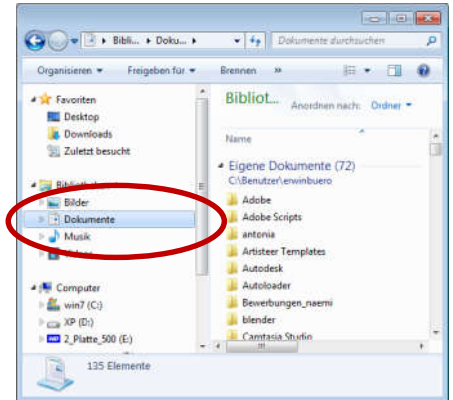 Bibli... Doku...
Dokumente durchsuchen
Organisieren Freigeben für Brennen »
Favoriten
Desktop
Downloads
Zuletzt besucht
Bilder
Dokumente
Musik
Computer
win7 (C:)
XP (D:)
2_Platte_500 (E:)
Bibliot...
Anordnen nach: Ordner
Name
Eigene Dokumente (72)
C:\Benutzer\erwinbuero
Adobe
Adobe Scripts
antonia
Artisteer Templates
Autodesk
Autoloader
Bewerbungen_naemi
blender
Camtasia Studio
135 Elemente